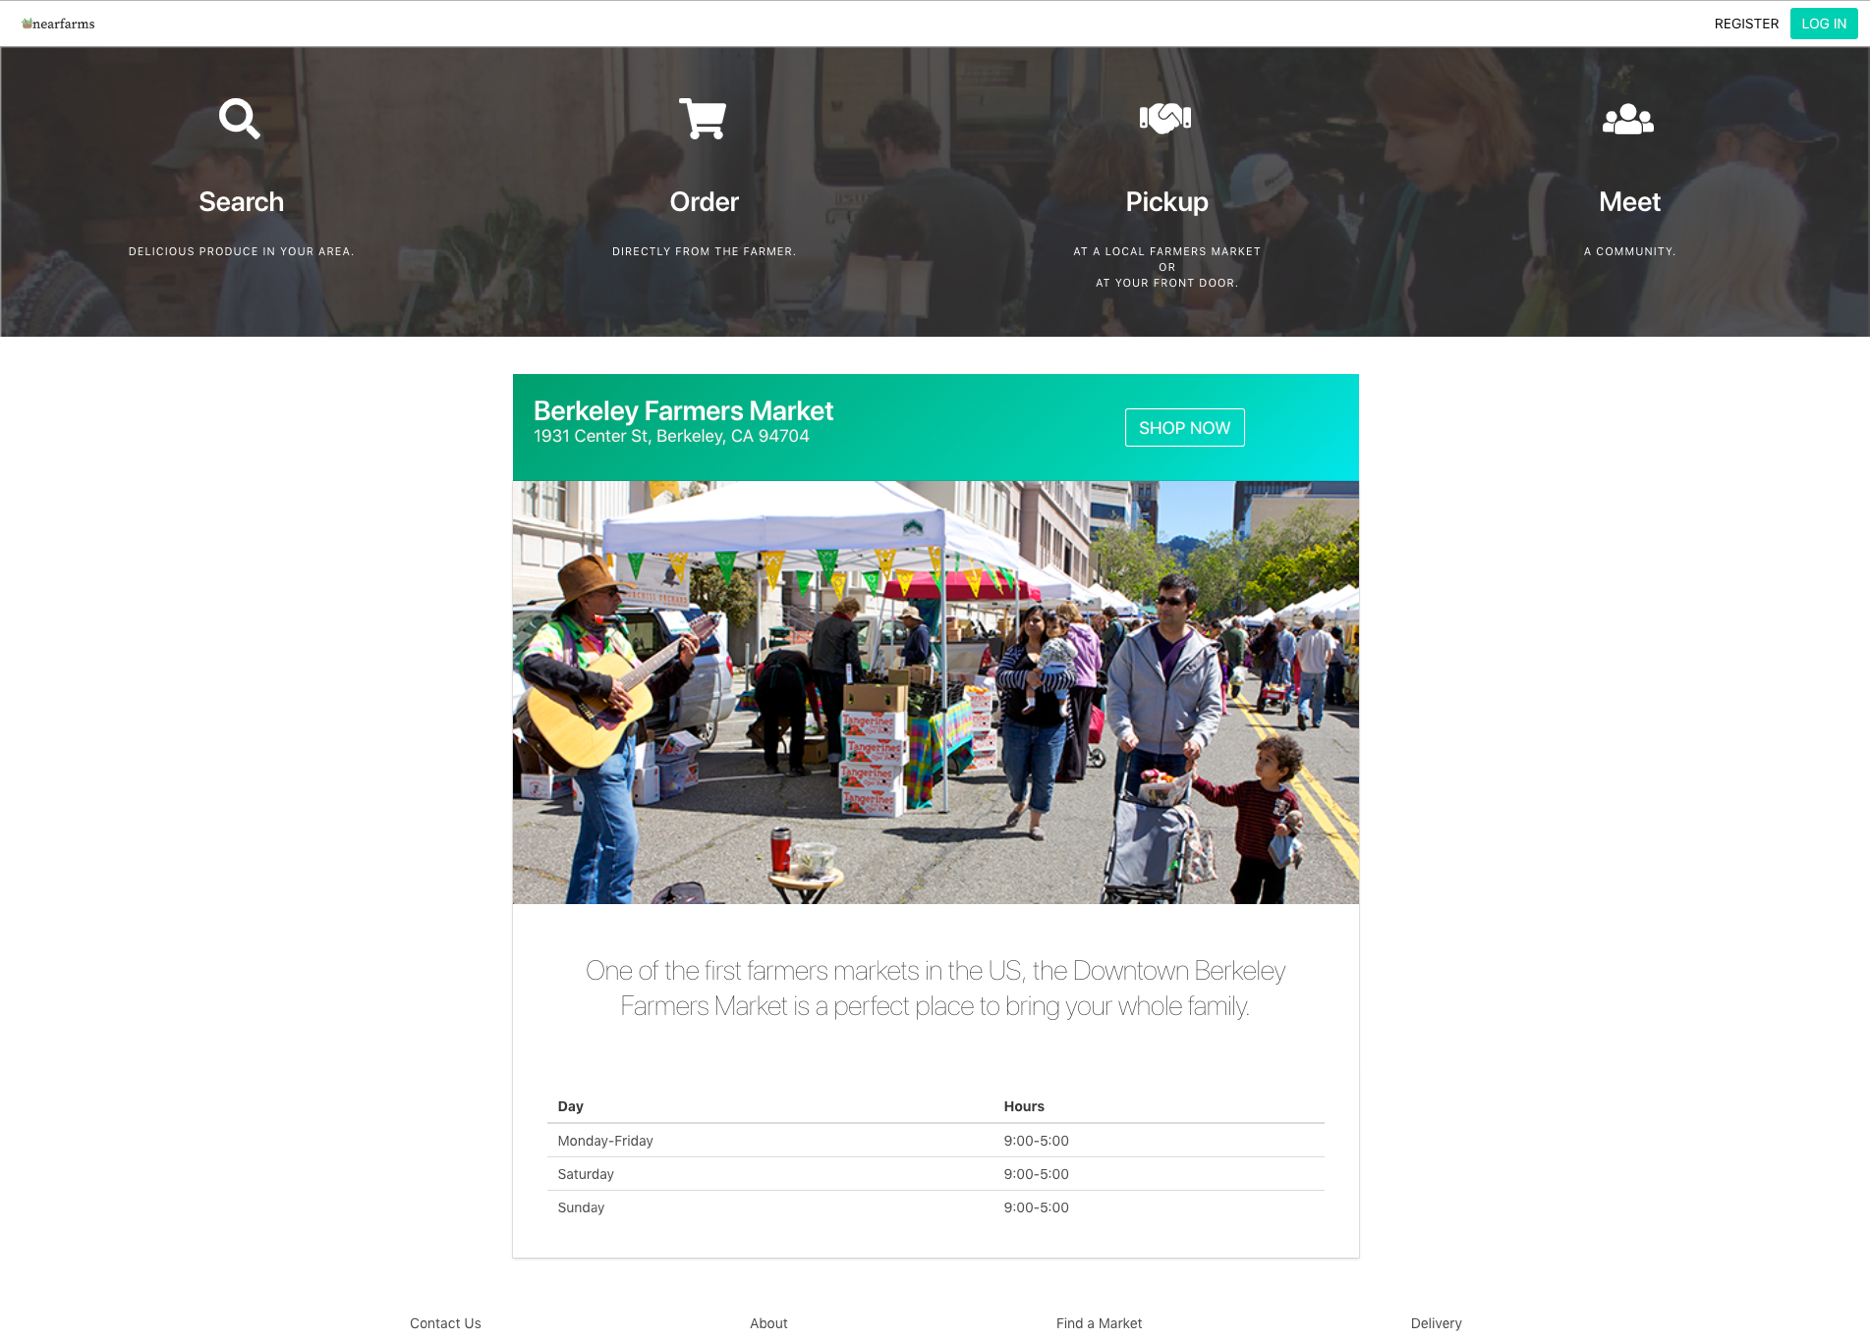 nearfarms
REGISTER
LOG IN
Search
Order
Pickup
Meet
DELICIOUS PRODUCE IN YOUR AREA.
DIRECTLY FROM THE FARMER.
AT A LOCAL FARMERS MARKET
OR
AT YOUR FRONT DOOR.
A COMMUNITY.
Berkeley Farmers Market
1931 Center St, Berkeley, CA 94704
SHOP NOW
Tangerines
Tangerines
Tangerines
Tangerines
One of the first farmers markets in the US, the Downtown Berkeley
Farmers Market is a perfect place to bring your whole family.
Day Hours
Monday-Friday 9:00-5:00
Saturday 9:00-5:00
Sunday 9:00-5:00
Contact Us
About
Find a Market
Delivery